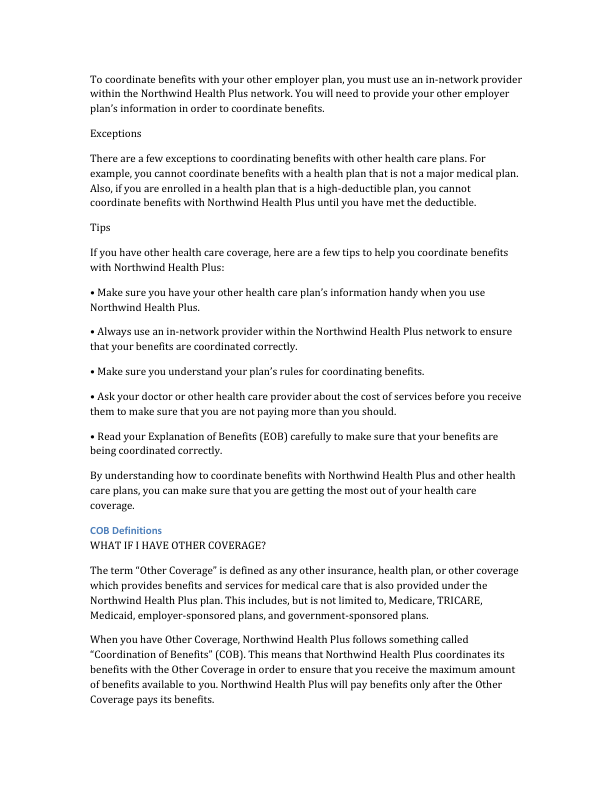 To coordinate benefits with your other employer plan, you must use an in-network provider
within the Northwind Health Plus network. You will need to provide your other employer
plan’s information in order to coordinate benefits.
Exceptions
There are a few exceptions to coordinating benefits with other health care plans. For
example, you cannot coordinate benefits with a health plan that is not a major medical plan.
Also, if you are enrolled in a health plan that is a high-deductible plan, you cannot
coordinate benefits with Northwind Health Plus until you have met the deductible.
Tips
If you have other health care coverage, here are a few tips to help you coordinate benefits
with Northwind Health Plus:
• Make sure you have your other health care plan’s information handy when you use
Northwind Health Plus.
• Always use an in-network provider within the Northwind Health Plus network to ensure
that your benefits are coordinated correctly.
• Make sure you understand your plan’s rules for coordinating benefits.
• Ask your doctor or other health care provider about the cost of services before you receive
them to make sure that you are not paying more than you should.
• Read your Explanation of Benefits (EOB) carefully to make sure that your benefits are
being coordinated correctly.
By understanding how to coordinate benefits with Northwind Health Plus and other health
care plans, you can make sure that you are getting the most out of your health care
coverage.
COB Definitions
WHAT IF I HAVE OTHER COVERAGE?
The term “Other Coverage” is defined as any other insurance, health plan, or other coverage
which provides benefits and services for medical care that is also provided under the
Northwind Health Plus plan. This includes, but is not limited to, Medicare, TRICARE,
Medicaid, employer-sponsored plans, and government-sponsored plans.
When you have Other Coverage, Northwind Health Plus follows something called
“Coordination of Benefits” (COB). This means that Northwind Health Plus coordinates its
benefits with the Other Coverage in order to ensure that you receive the maximum amount
of benefits available to you. Northwind Health Plus will pay benefits only after the Other
Coverage pays its benefits.